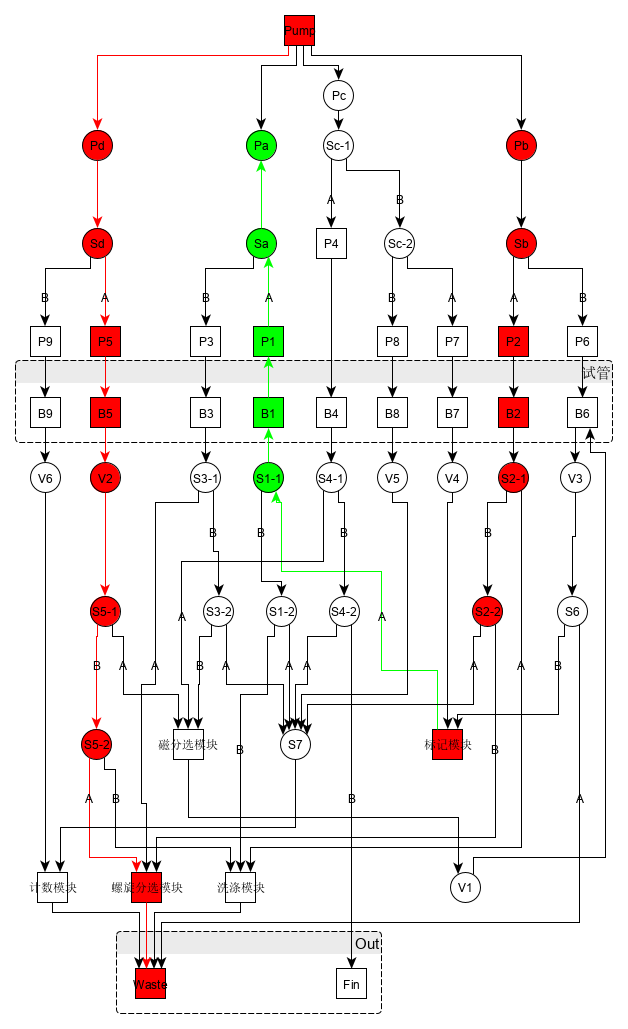 Pump
Pc
Pd
Pa
Sc-1
Pb
A
B
Sd
Sa
P4
Sc-2
Sb
B
A
B
A
B
A
A
B
P9
P5
P3
P1
P8
P7
P2
P6
试管
B9
B5
B3
B1
B4
B8
B7
B2
B6
V6
V2
S3-1
S1-1
S4-1
V5
V4
S2-1
V3
B
B
B
B
S5-1
A
S3-2
S1-2
S4-2
A
S2-2
S6
B
A
A
B
A
A
A
A
A
B
S5-2
磁分选模块
S7
标记模块
B
B
A
B
B
A
计数模块
螺旋分选模块
洗涤模块
V1
Out
Waste
Fin